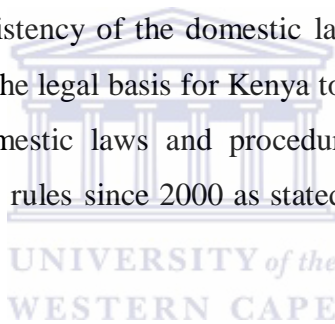 istency of the domestic la
he legal basis for Kenya to
mestic laws and procedur
rules since 2000 as stated
UNIVERSITY of the
WESTERN CAPE